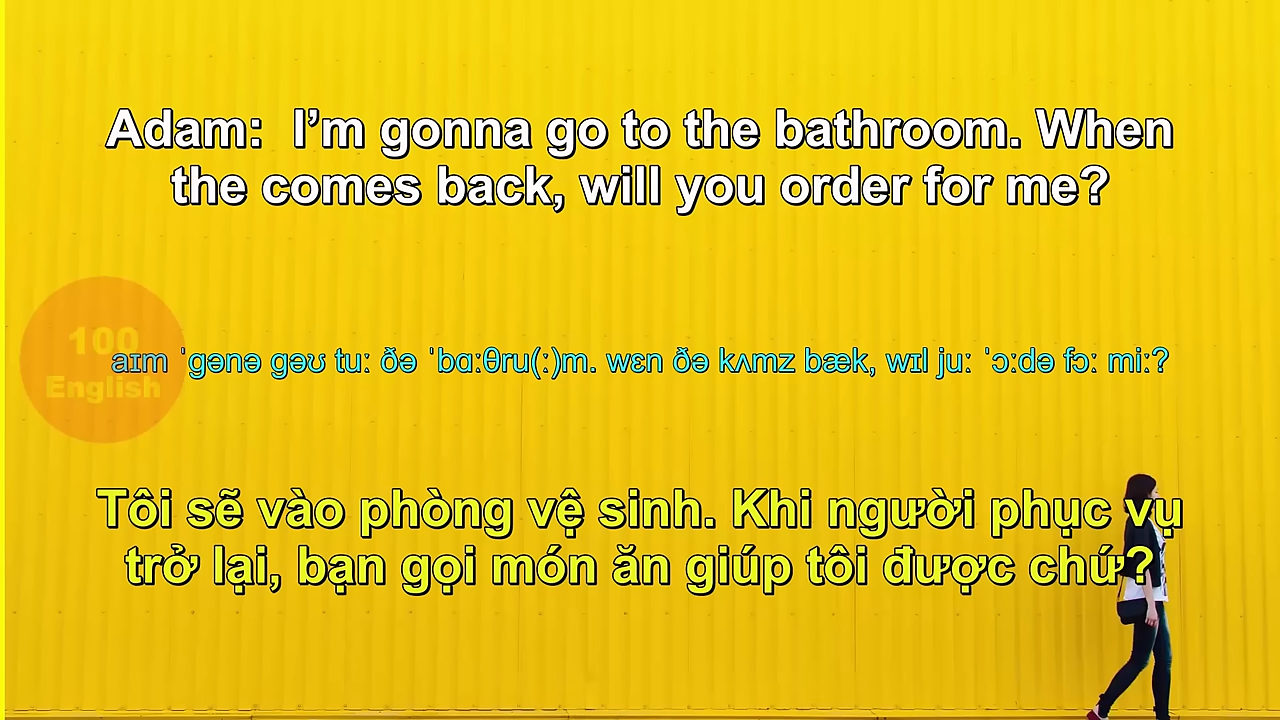 Adam:  I’m gonna go to the bathroom. When
the comes back, will you order for me?
100
English
aɪm ˈgənə gəʊ tuː ðə ˈbɑːθru(ː)m. wɛn ðə kʌmz bæk, wɪl juː ˈɔːdə fɔː miː?
Tôi sẽ vào phòng vệ sinh. Khi người phục vụ
trở lại, bạn gọi món ăn giúp tôi được chứ?